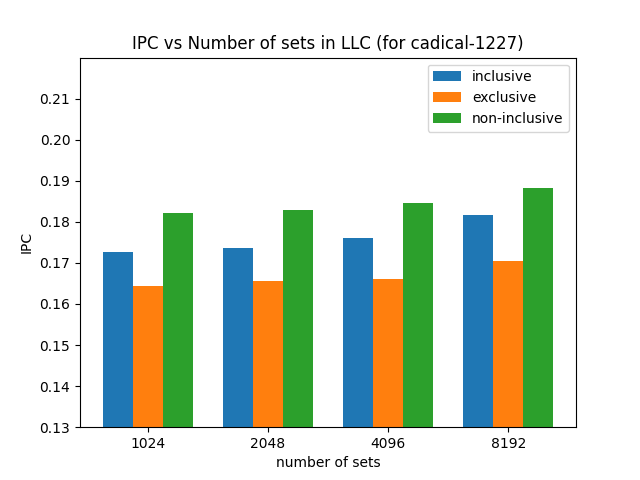 IPC vs Number of sets in LLC (for cadical-1227)
inclusive
exclusive
non-inclusive
0.21
0.20
0.19
0.18
0.17
0.16
0.15
0.14
0.13
IPC
1024 2048 4096 8192
number of sets